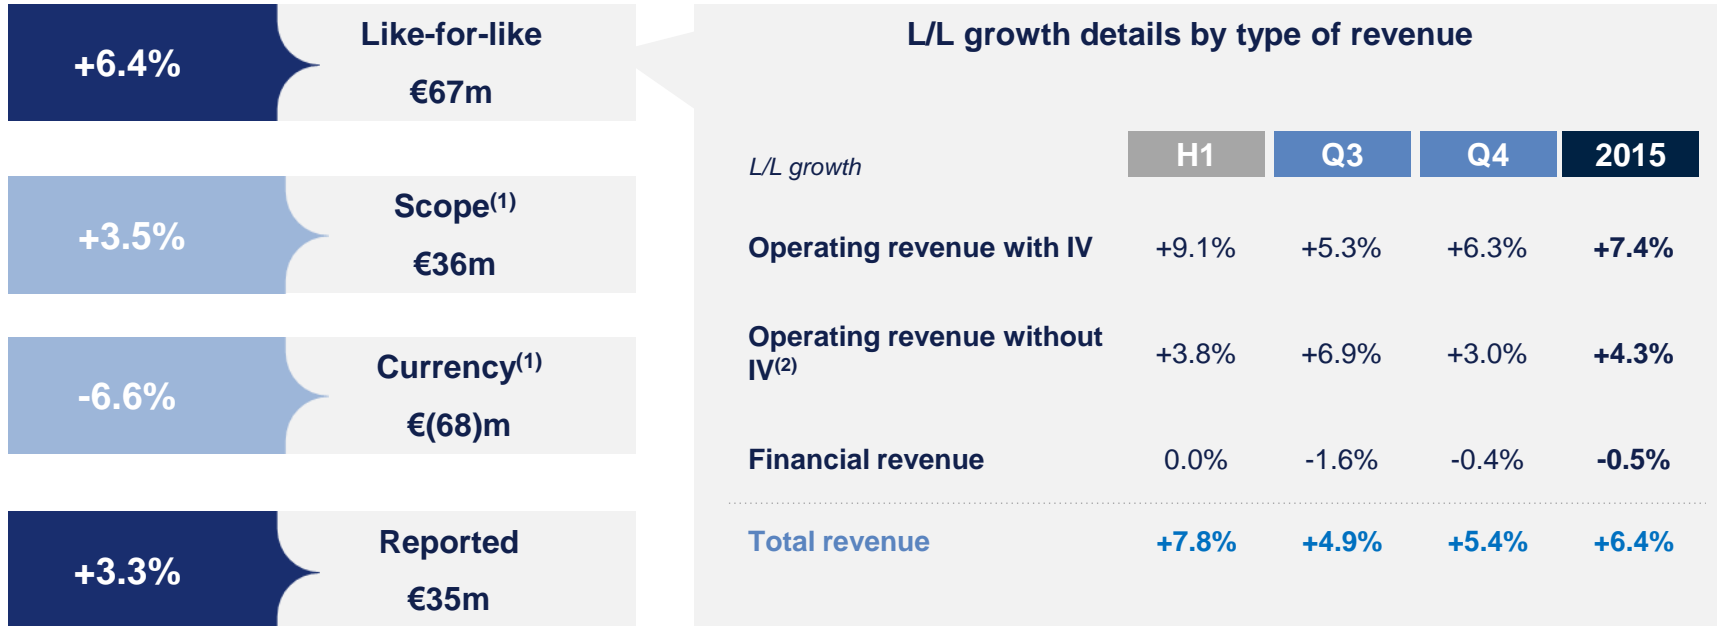 +6.4%
Like-for-like
€67m
+3.5%
Scope(1)
€36m
-6.6%
Currency(1)
€(68)m
+3.3%
Reported
€35m
L/L growth details by type of revenue
L/L growth H1 Q3 Q4 2015
Operating revenue with IV +9.1% +5.3% +6.3% +7.4%
Operating revenue without
IV(2) +3.8% +6.9% +3.0% +4.3%
Financial revenue 0.0% -1.6% -0.4% -0.5%
Total revenue +7.8% +4.9% +5.4% +6.4%